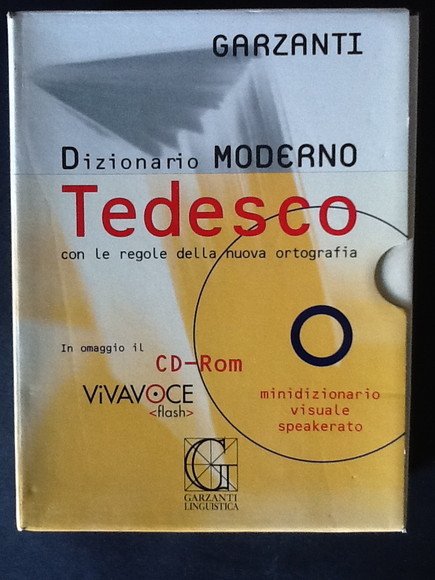 GARZANTI
Dizionario MODERNO
Tedesco
con le regole della nuova ortografia
In omaggio il
CD-Rom
ViVAVOCE
<flash>
minidizionario
visuale
speakerato
G
GARZANTI
LINGUISTICA